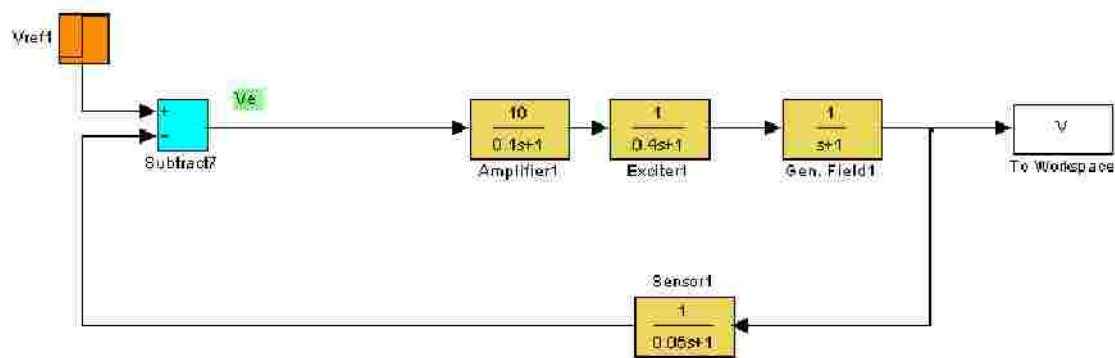 Vref1
+
−
Subtract7
Ve
10
0.1s+1
Amplifier1
1
0.4s+1
Exciter1
1
s+1
Gen. Field1
V
To Workspace
Sensor1
1
0.05s+1